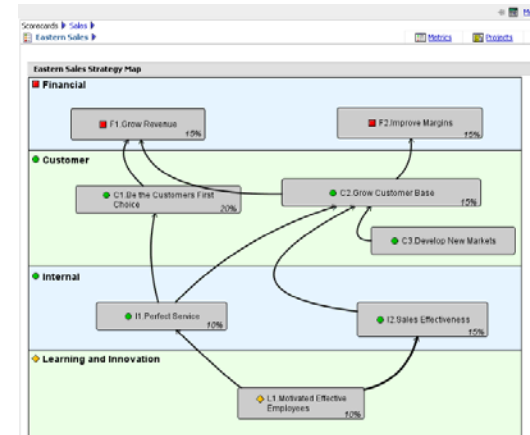 Scorecards Sales
Eastern Sales
Metrics
Projects
Eastern Sales Strategy Map
Financial
F1.Grow Revenue
15%
F2.Improve Margins
15%
Customer
C1.Be the Customers First
Choice
20%
C2.Grow Customer Base
15%
C3.Develop New Markets
Internal
I1.Perfect Service
10%
I2.Sales Effectiveness
15%
Learning and Innovation
L1.Motivated Effective
Employees
10%